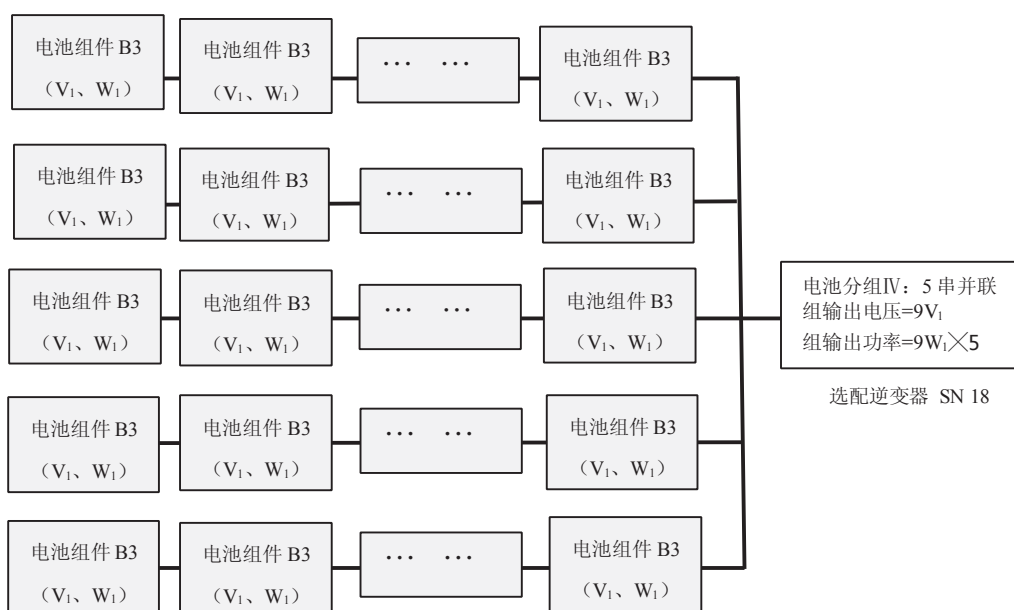 电池组件 B3
（V₁、W₁）
电池组件 B3
（V₁、W₁）
… …
电池组件 B3
（V₁、W₁）
电池组件 B3
（V₁、W₁）
电池组件 B3
（V₁、W₁）
… …
电池组件 B3
（V₁、W₁）
电池组件 B3
（V₁、W₁）
电池组件 B3
（V₁、W₁）
… …
电池组件 B3
（V₁、W₁）
电池组件 B3
（V₁、W₁）
电池组件 B3
（V₁、W₁）
… …
电池组件 B3
（V₁、W₁）
电池组件 B3
（V₁、W₁）
电池组件 B3
（V₁、W₁）
… …
电池组件 B3
（V₁、W₁）
电池分组Ⅳ：5 串并联
组输出电压=9V₁
组输出功率=9W₁×5
选配逆变器 SN 18